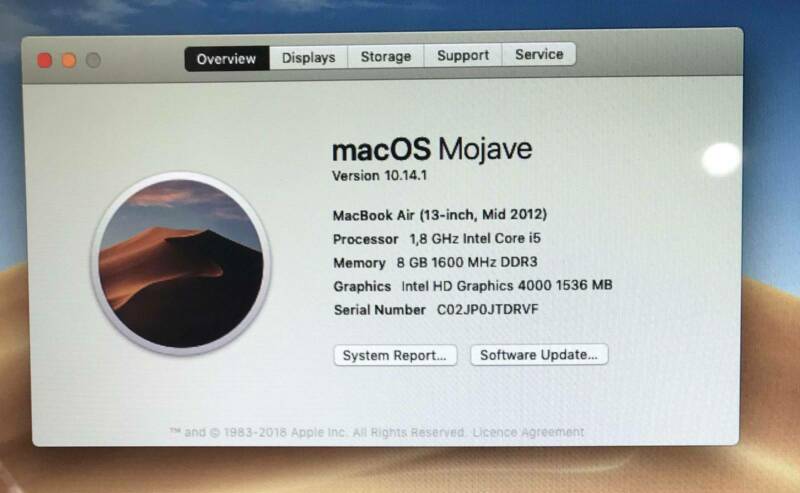 Overview Displays Storage Support Service
macOS Mojave
Version 10.14.1
MacBook Air (13-inch, Mid 2012)
Processor 1,8 GHz Intel Core i5
Memory 8 GB 1600 MHz DDR3
Graphics Intel HD Graphics 4000 1536 MB
Serial Number C02JP0JTDRVF
System Report... Software Update...
™ and © 1983-2018 Apple Inc. All Rights Reserved. Licence Agreement